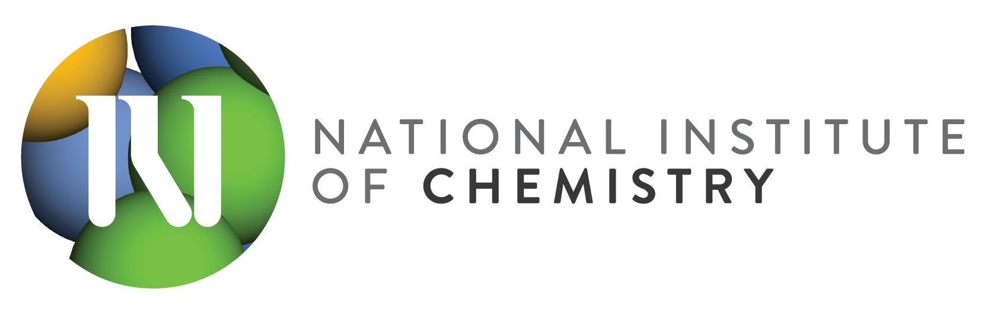 NATIONAL INSTITUTE
OF CHEMISTRY